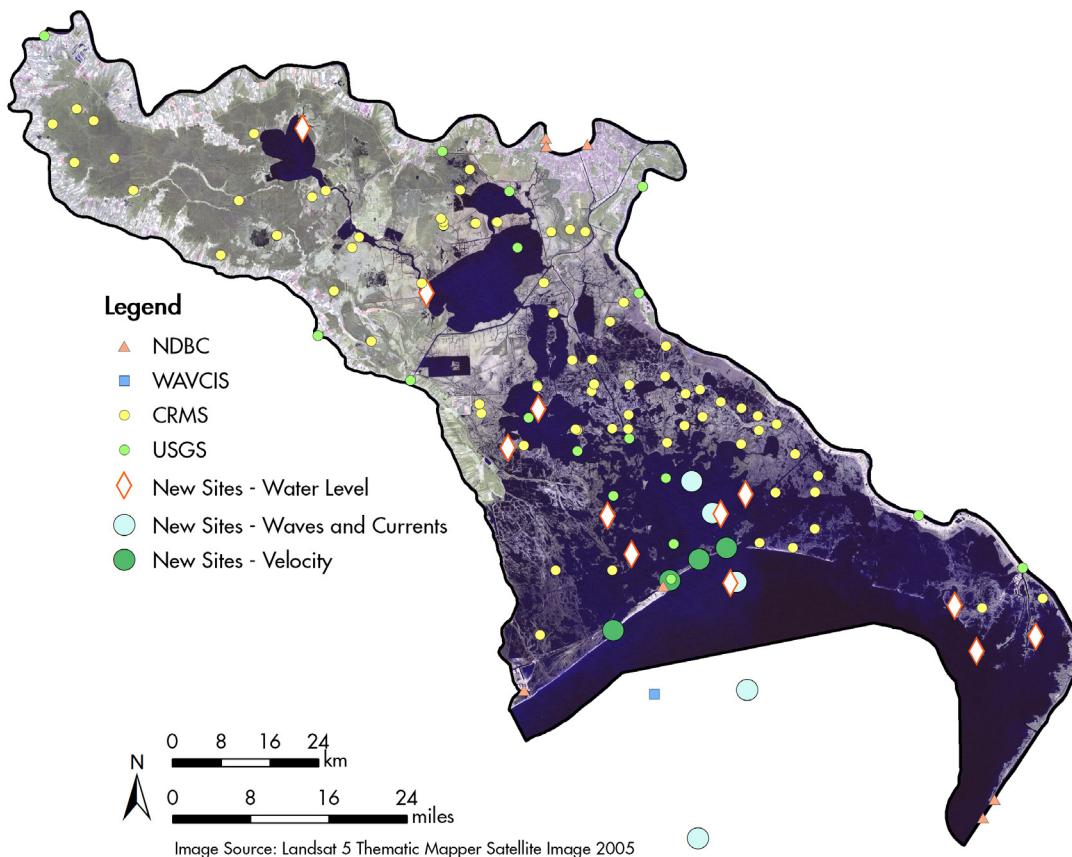 Legend
NDBC
WAVCIS
CRMS
USGS
New Sites - Water Level
New Sites - Waves and Currents
New Sites - Velocity
N
0 8 16 24
km
0 8 16 24
miles
Image Source: Landsat 5 Thematic Mapper Satellite Image 2005